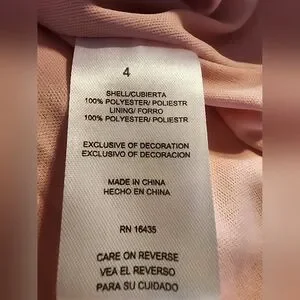 4
SHELL/CUBIERTA
100% POLYESTER/ POLIESTR
LINING/ FORRO
100% POLYESTER/ POLIESTR
EXCLUSIVE OF DECORATION
EXCLUSIVO DE DECORACION
MADE IN CHINA
HECHO EN CHINA
RN 16435
CARE ON REVERSE
VEA EL REVERSO
PARA SU CUIDADO